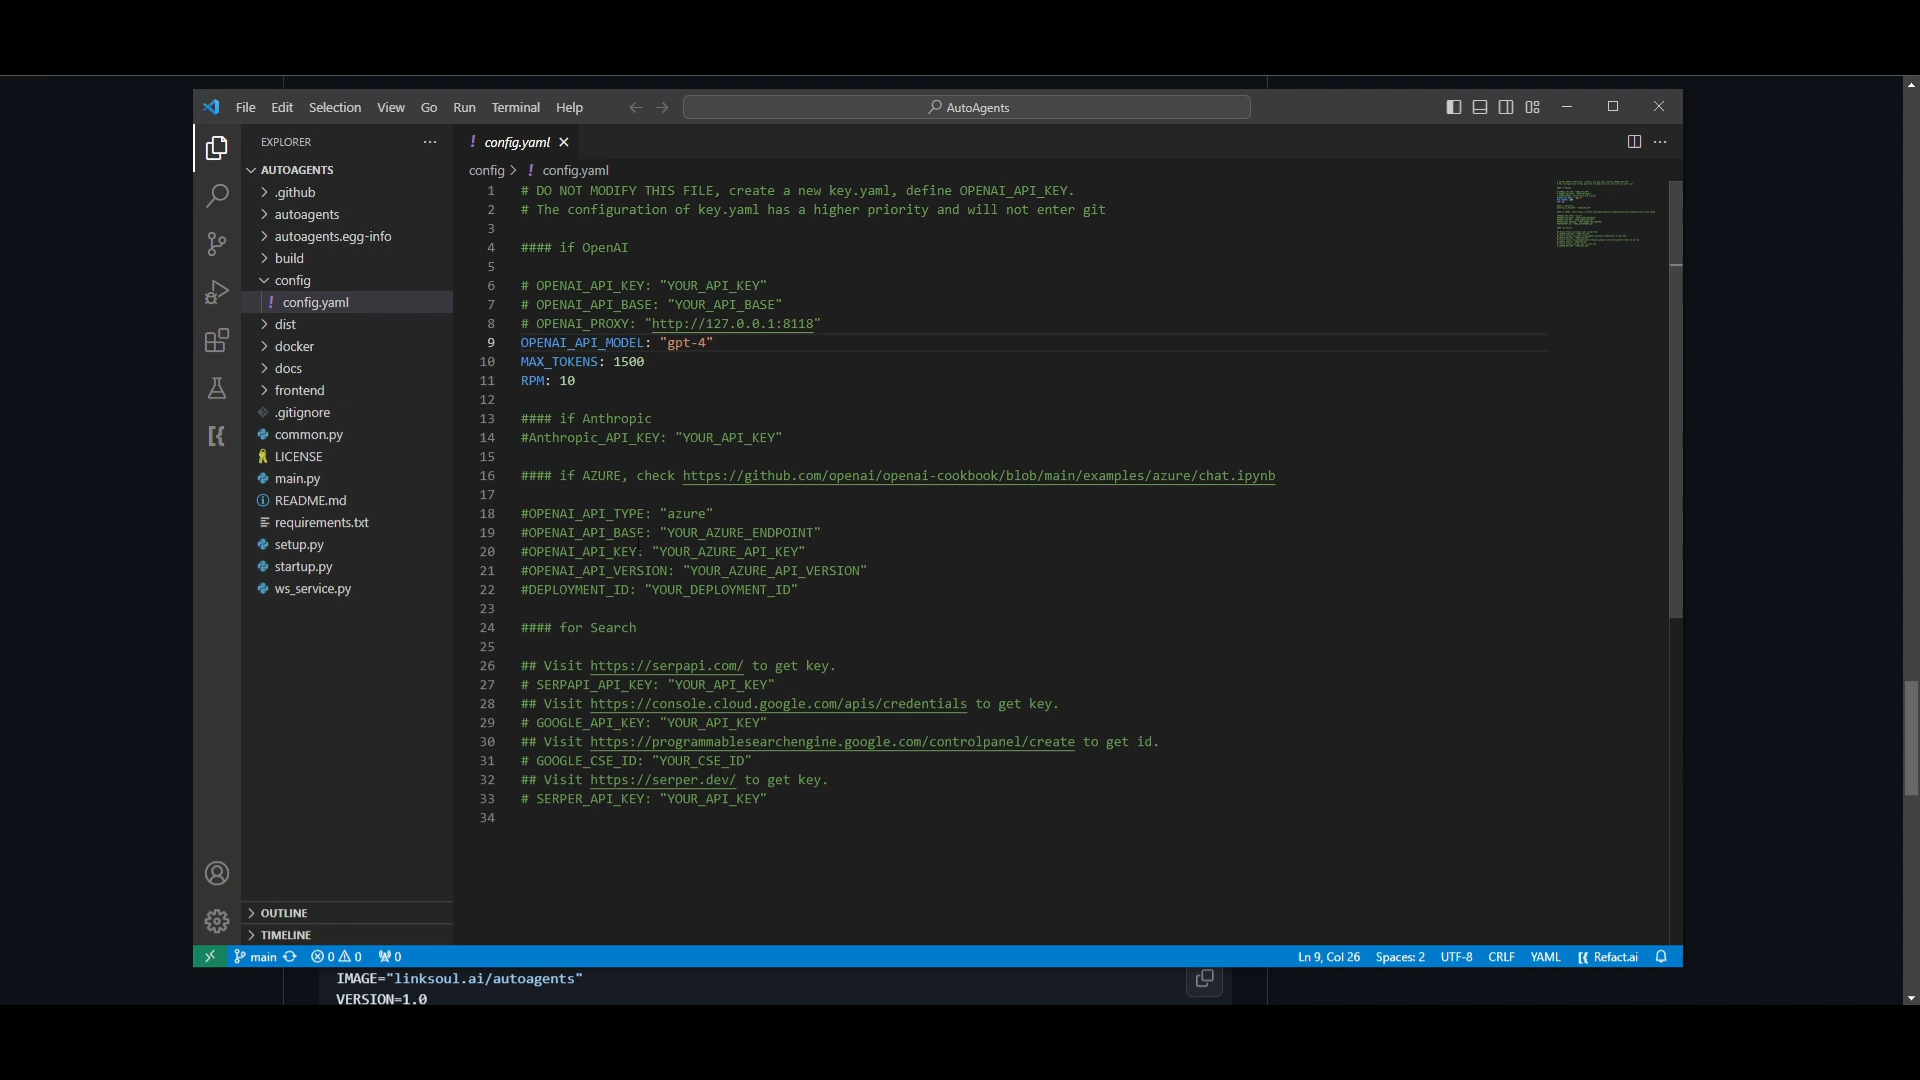 File Edit Selection View Go Run Terminal Help
AutoAgents
EXPLORER
AUTOAGENTS
.github
autoagents
autoagents.egg-info
build
config
! config.yaml
dist
docker
docs
frontend
.gitignore
common.py
LICENSE
main.py
README.md
requirements.txt
setup.py
startup.py
ws_service.py
OUTLINE
TIMELINE
! config.yaml
config > ! config.yaml
1 # DO NOT MODIFY THIS FILE, create a new key.yaml, define OPENAI_API_KEY.
2 # The configuration of key.yaml has a higher priority and will not enter git
3
4 #### if OpenAI
5
6 # OPENAI_API_KEY: "YOUR_API_KEY"
7 # OPENAI_API_BASE: "YOUR_API_BASE"
8 # OPENAI_PROXY: "http://127.0.0.1:8118"
9 OPENAI_API_MODEL: "gpt-4"
10 MAX_TOKENS: 1500
11 RPM: 10
12
13 #### if Anthropic
14 #Anthropic_API_KEY: "YOUR_API_KEY"
15
16 #### if AZURE, check https://github.com/openai/openai-cookbook/blob/main/examples/azure/chat.ipynb
17
18 #OPENAI_API_TYPE: "azure"
19 #OPENAI_API_BASE: "YOUR_AZURE_ENDPOINT"
20 #OPENAI_API_KEY: "YOUR_AZURE_API_KEY"
21 #OPENAI_API_VERSION: "YOUR_AZURE_API_VERSION"
22 #DEPLOYMENT_ID: "YOUR_DEPLOYMENT_ID"
23
24 #### for Search
25
26 ## Visit https://serpapi.com/ to get key.
27 # SERPAPI_API_KEY: "YOUR_API_KEY"
28 ## Visit https://console.cloud.google.com/apis/credentials to get key.
29 # GOOGLE_API_KEY: "YOUR_API_KEY"
30 ## Visit https://programmablesearchengine.google.com/controlpanel/create to get id.
31 # GOOGLE_CSE_ID: "YOUR_CSE_ID"
32 ## Visit https://serper.dev/ to get key.
33 # SERPER_API_KEY: "YOUR_API_KEY"
34
main 0 0 0 Ln 9, Col 26 Spaces: 2 UTF-8 CRLF YAML Refact.ai
IMAGE="linksoul.ai/autoagents"
VERSION=1.0